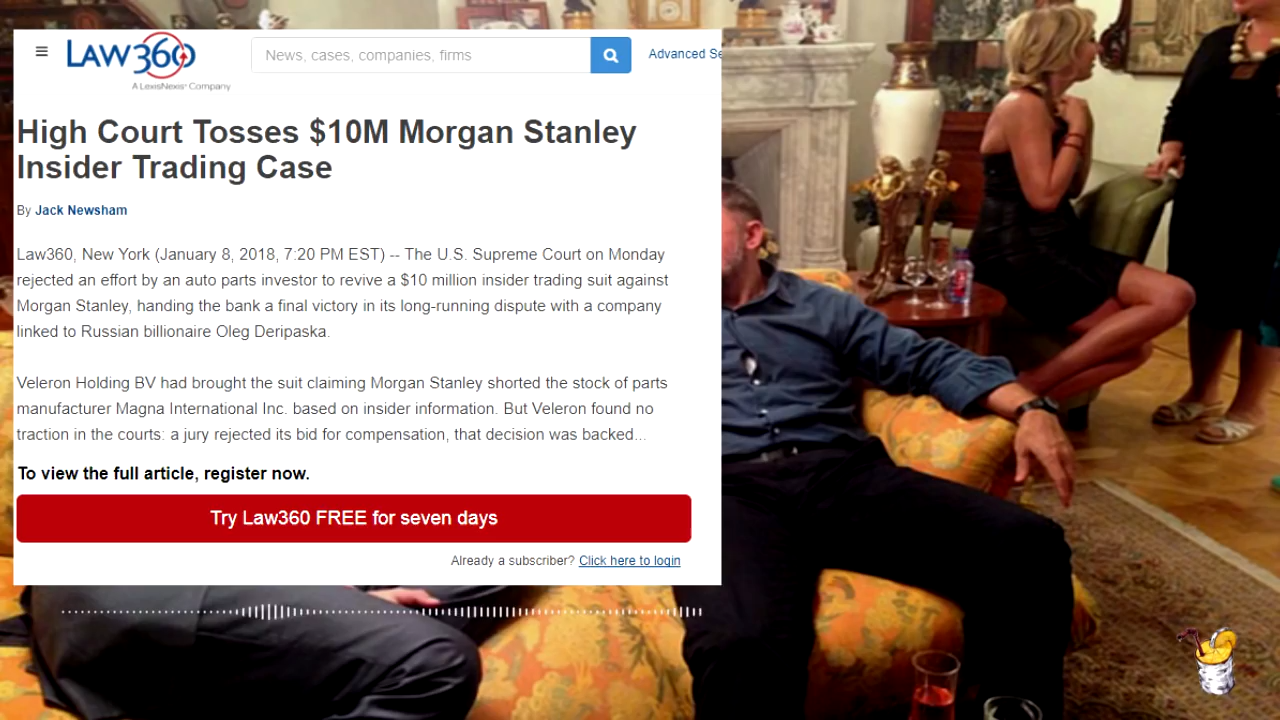 LAW360
A LexisNexis® Company
News, cases, companies, firms
Advanced Se
High Court Tosses $10M Morgan Stanley
Insider Trading Case
By Jack Newsham
Law360, New York (January 8, 2018, 7:20 PM EST) -- The U.S. Supreme Court on Monday
rejected an effort by an auto parts investor to revive a $10 million insider trading suit against
Morgan Stanley, handing the bank a final victory in its long-running dispute with a company
linked to Russian billionaire Oleg Deripaska.
Veleron Holding BV had brought the suit claiming Morgan Stanley shorted the stock of parts
manufacturer Magna International Inc. based on insider information. But Veleron found no
traction in the courts: a jury rejected its bid for compensation, that decision was backed...
To view the full article, register now.
Try Law360 FREE for seven days
Already a subscriber? Click here to login